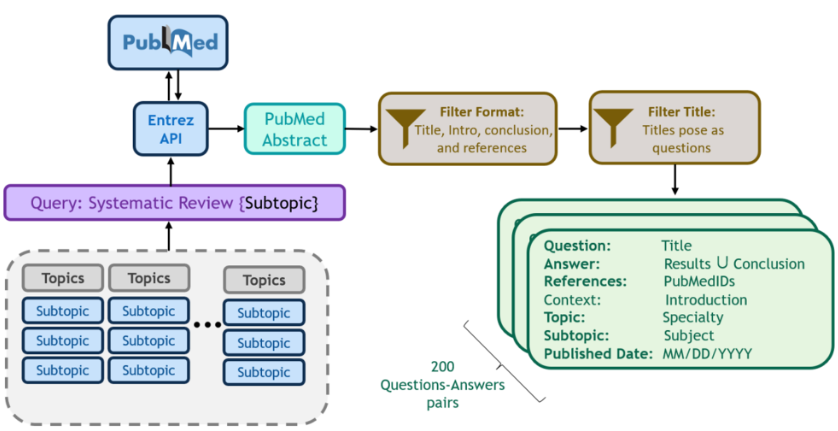 PubMed
Entrez
API
PubMed
Abstract
Filter Format:
Title, Intro, conclusion,
and references
Filter Title:
Titles pose as
questions
Query: Systematic Review {Subtopic}
Topics
Topics
Topics
Subtopic
Subtopic
Subtopic
Subtopic
Subtopic
Subtopic
Subtopic
Subtopic
Subtopic
Question: Title
Answer: Results ∪ Conclusion
References: PubMedIDs
Context: Introduction
Topic: Specialty
Subtopic: Subject
Published Date: MM/DD/YYYY
200
Questions-Answers
pairs